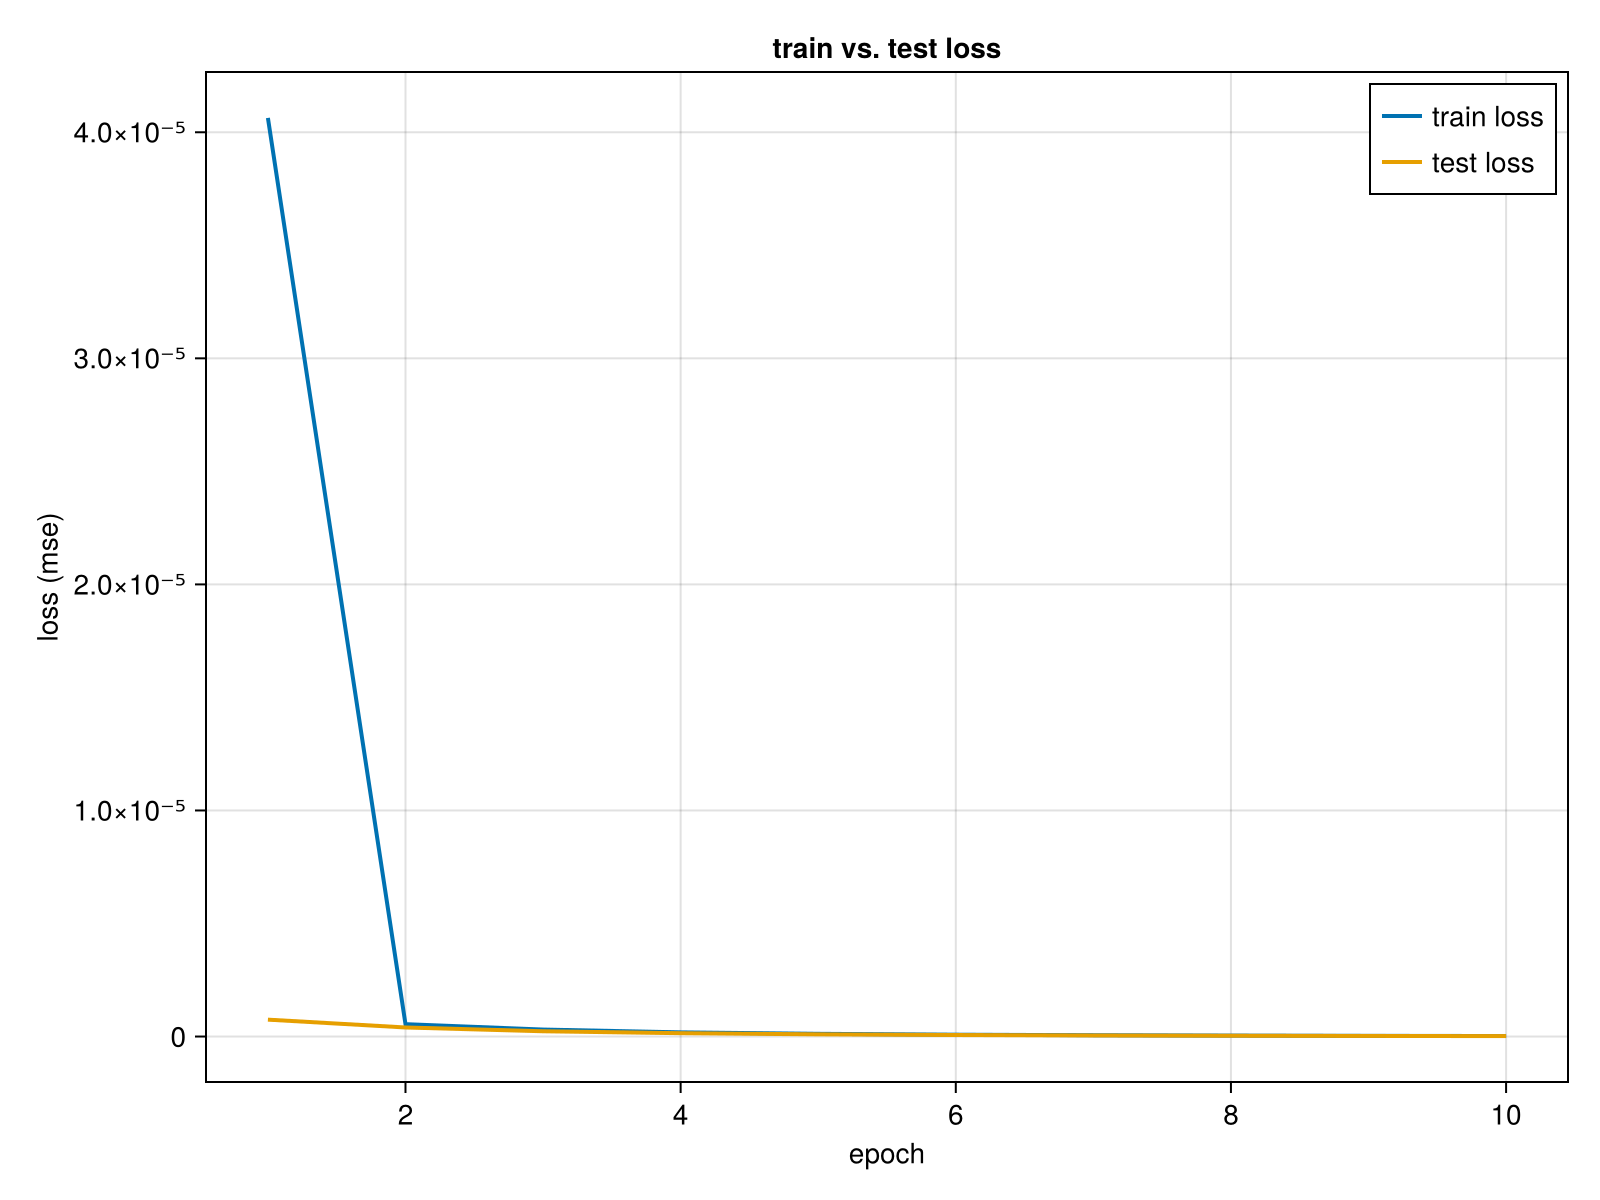 train vs. test loss
train loss
test loss
4.0×10⁻⁵
3.0×10⁻⁵
2.0×10⁻⁵
1.0×10⁻⁵
0
loss (mse)
2 4 6 8 10
epoch